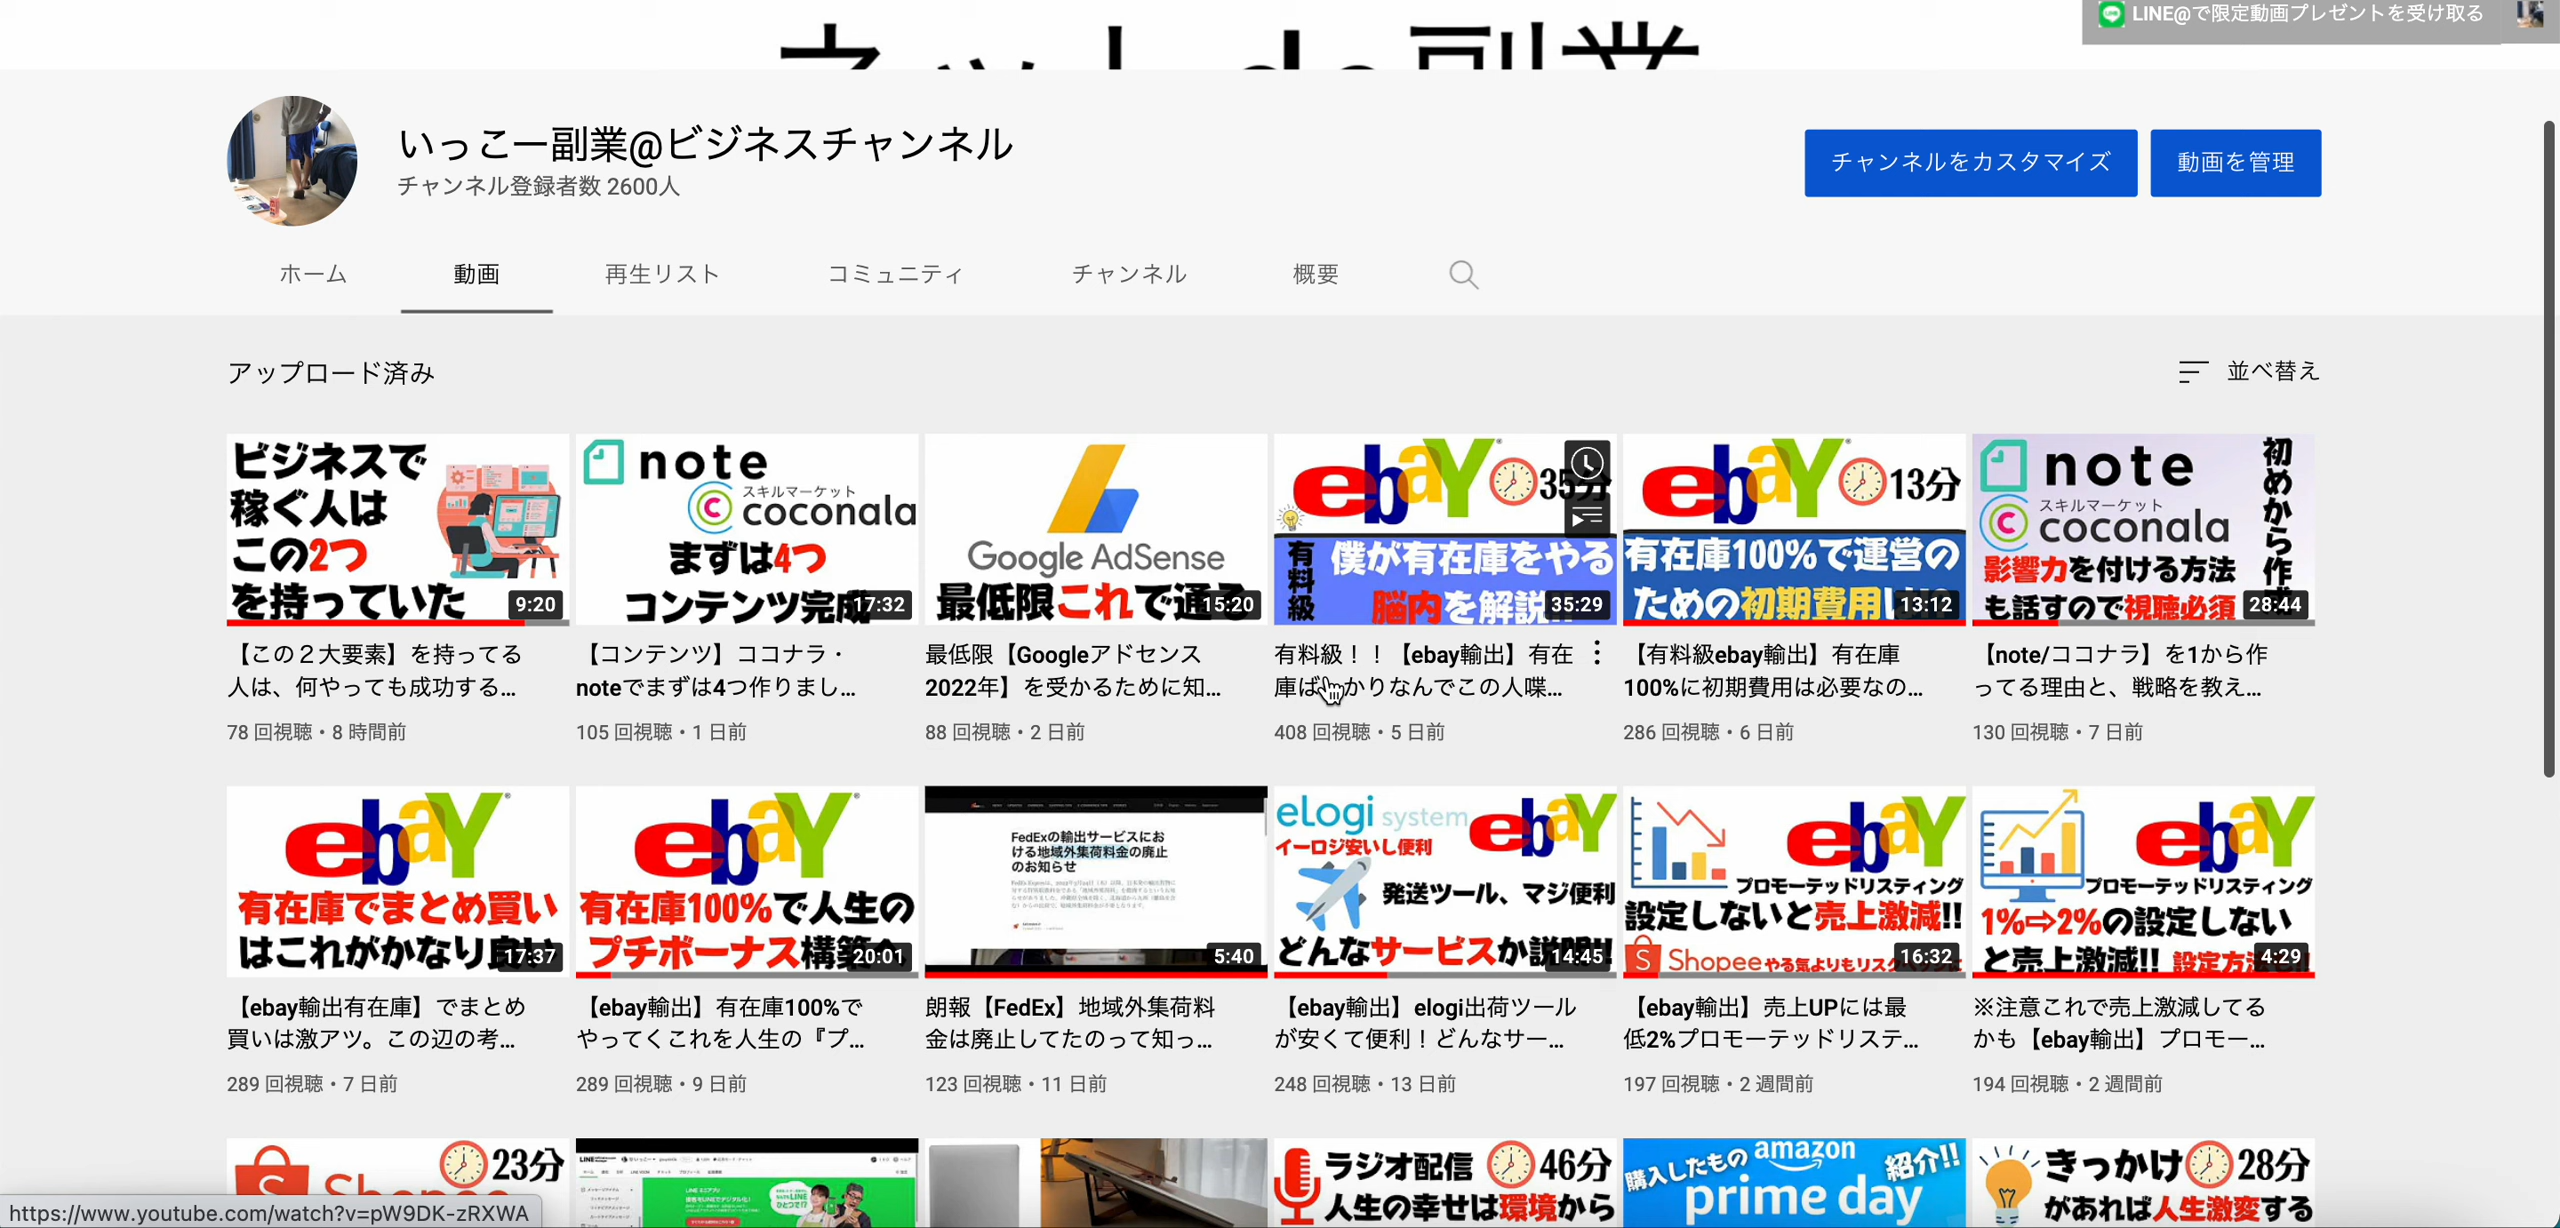 ネット de 副業
LINE@で限定動画プレゼントを受け取る
いっこー副業@ビジネスチャンネル
チャンネル登録者数 2600人
チャンネルをカスタマイズ
動画を管理
ホーム
動画
再生リスト
コミュニティ
チャンネル
概要
アップロード済み
並べ替え
ビジネスで
稼ぐ人は
この2つ
を持っていた
9:20
note
スキルマーケット
coconala
まずは4つ
コンテンツ完成
17:32
Google AdSense
最低限これで通る
15:20
ebay
35分
有料級
僕が有在庫をやる
脳内を解説
35:29
ebay
13分
有在庫100%で運営の
ための初期費用は
13:12
note
スキルマーケット
coconala
影響力を付ける方法
も話すので視聴必須
初めから作成
28:44
【この２大要素】を持ってる
人は、何やっても成功する...
78 回視聴・8 時間前
【コンテンツ】ココナラ・
noteでまずは4つ作りまし...
105 回視聴・1 日前
最低限【Googleアドセンス
2022年】を受かるために知...
88 回視聴・2 日前
有料級！！【ebay輸出】有在
庫ばかりなんでこの人喋...
408 回視聴・5 日前
【有料級ebay輸出】有在庫
100%に初期費用は必要なの...
286 回視聴・6 日前
【note/ココナラ】を1から作
ってる理由と、戦略を教え...
130 回視聴・7 日前
ebay
有在庫でまとめ買い
はこれがかなり良い
17:37
ebay
有在庫100%で人生の
プチボーナス構築へ
20:01
FedExの輸出サービスにお
ける地域外集荷料金の廃止
のお知らせ
5:40
elogi system
ebay
イーロジ安いし便利
発送ツール、マジ便利
どんなサービスか説明!!
14:45
ebay
プロモーテッドリスティング
設定しないと売上激減!!
Shopeeやる気よりもリスク
16:32
ebay
プロモーテッドリスティング
1%⇨2%の設定しない
と売上激減!! 設定方法
4:29
【ebay輸出有在庫】でまとめ
買いは激アツ。この辺の考...
289 回視聴・7 日前
【ebay輸出】有在庫100%で
やってくこれを人生の『プ...
289 回視聴・9 日前
朗報【FedEx】地域外集荷料
金は廃止してたのって知っ...
123 回視聴・11 日前
【ebay輸出】elogi出荷ツール
が安くて便利！どんなサー...
248 回視聴・13 日前
【ebay輸出】売上UPには最
低2%プロモーテッドリステ...
197 回視聴・2 週間前
※注意これで売上激減してる
かも【ebay輸出】プロモー...
194 回視聴・2 週間前
23分
Shopee
ラジオ配信
46分
人生の幸せは環境から
購入したもの
amazon
紹介!!
prime day
きっかけ
28分
があれば人生激変する
https://www.youtube.com/watch?v=pW9DK-zRXWA